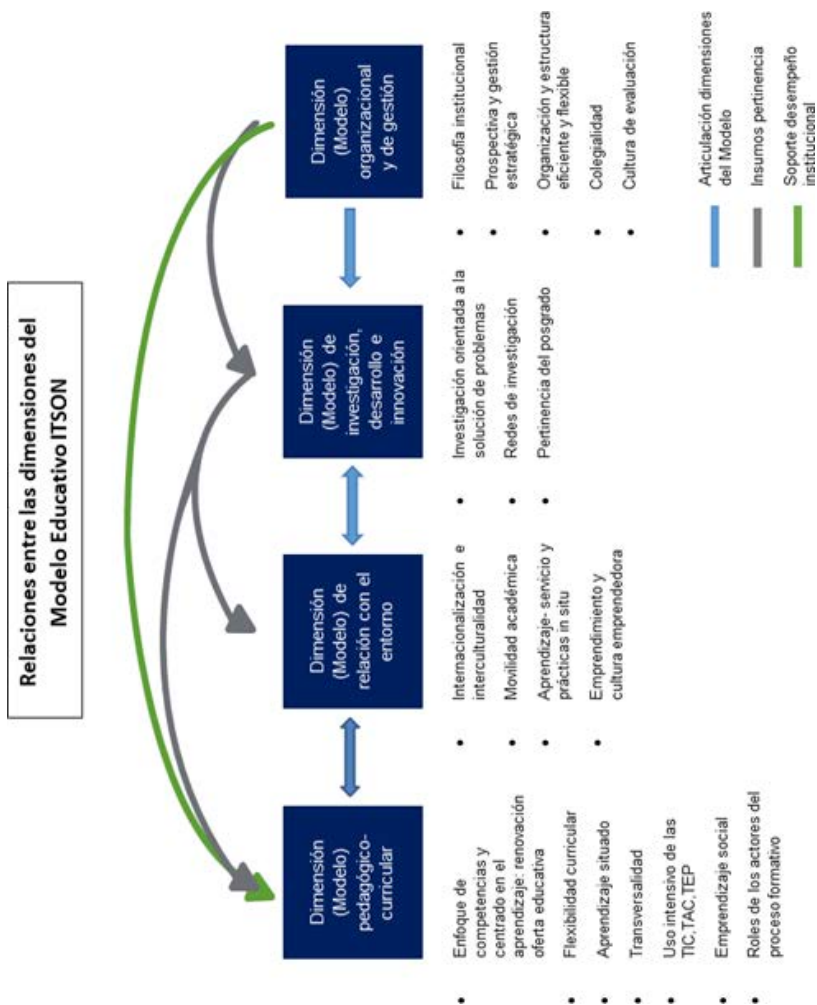 Relaciones entre las dimensiones del
Modelo Educativo ITSON
Dimensión
(Modelo)
pedagógico-
curricular
Dimensión
(Modelo) de
relación con el
entorno
Dimensión
(Modelo) de
investigación,
desarrollo e
innovación
Dimensión
(Modelo)
organizacional
y de gestión
• Enfoque de
competencias y
centrado en el
aprendizaje: renovación
oferta educativa
• Flexibilidad curricular
• Aprendizaje situado
• Transversalidad
• Uso intensivo de las
TIC,TAC,TEP
• Emprendizaje social
• Roles de los actores del
proceso formativo
• Internacionalización e
interculturalidad
• Movilidad académica
• Aprendizaje- servicio y
prácticas in situ
• Emprendimiento y
cultura emprendedora
• Investigación orientada a la
solución de problemas
• Redes de investigación
• Pertinencia del posgrado
• Filosofía institucional
• Prospectiva y gestión
estratégica
• Organización y estructura
eficiente y flexible
• Colegialidad
• Cultura de evaluación
Articulación dimensiones
del Modelo
Insumos pertinencia
Soporte desempeño
institucional